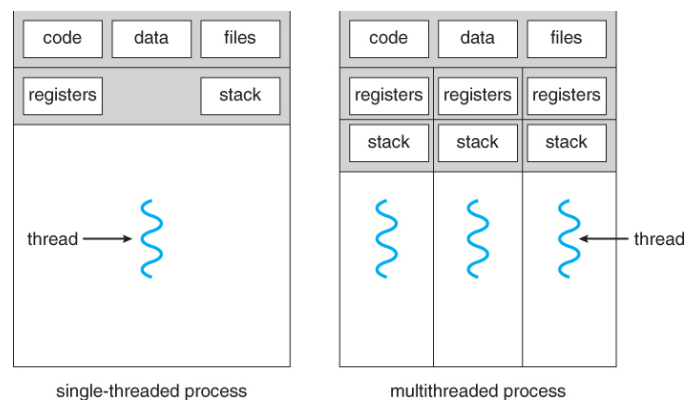 code data files
registers stack
thread
single-threaded process
code data files
registers registers registers
stack stack stack
thread
multithreaded process